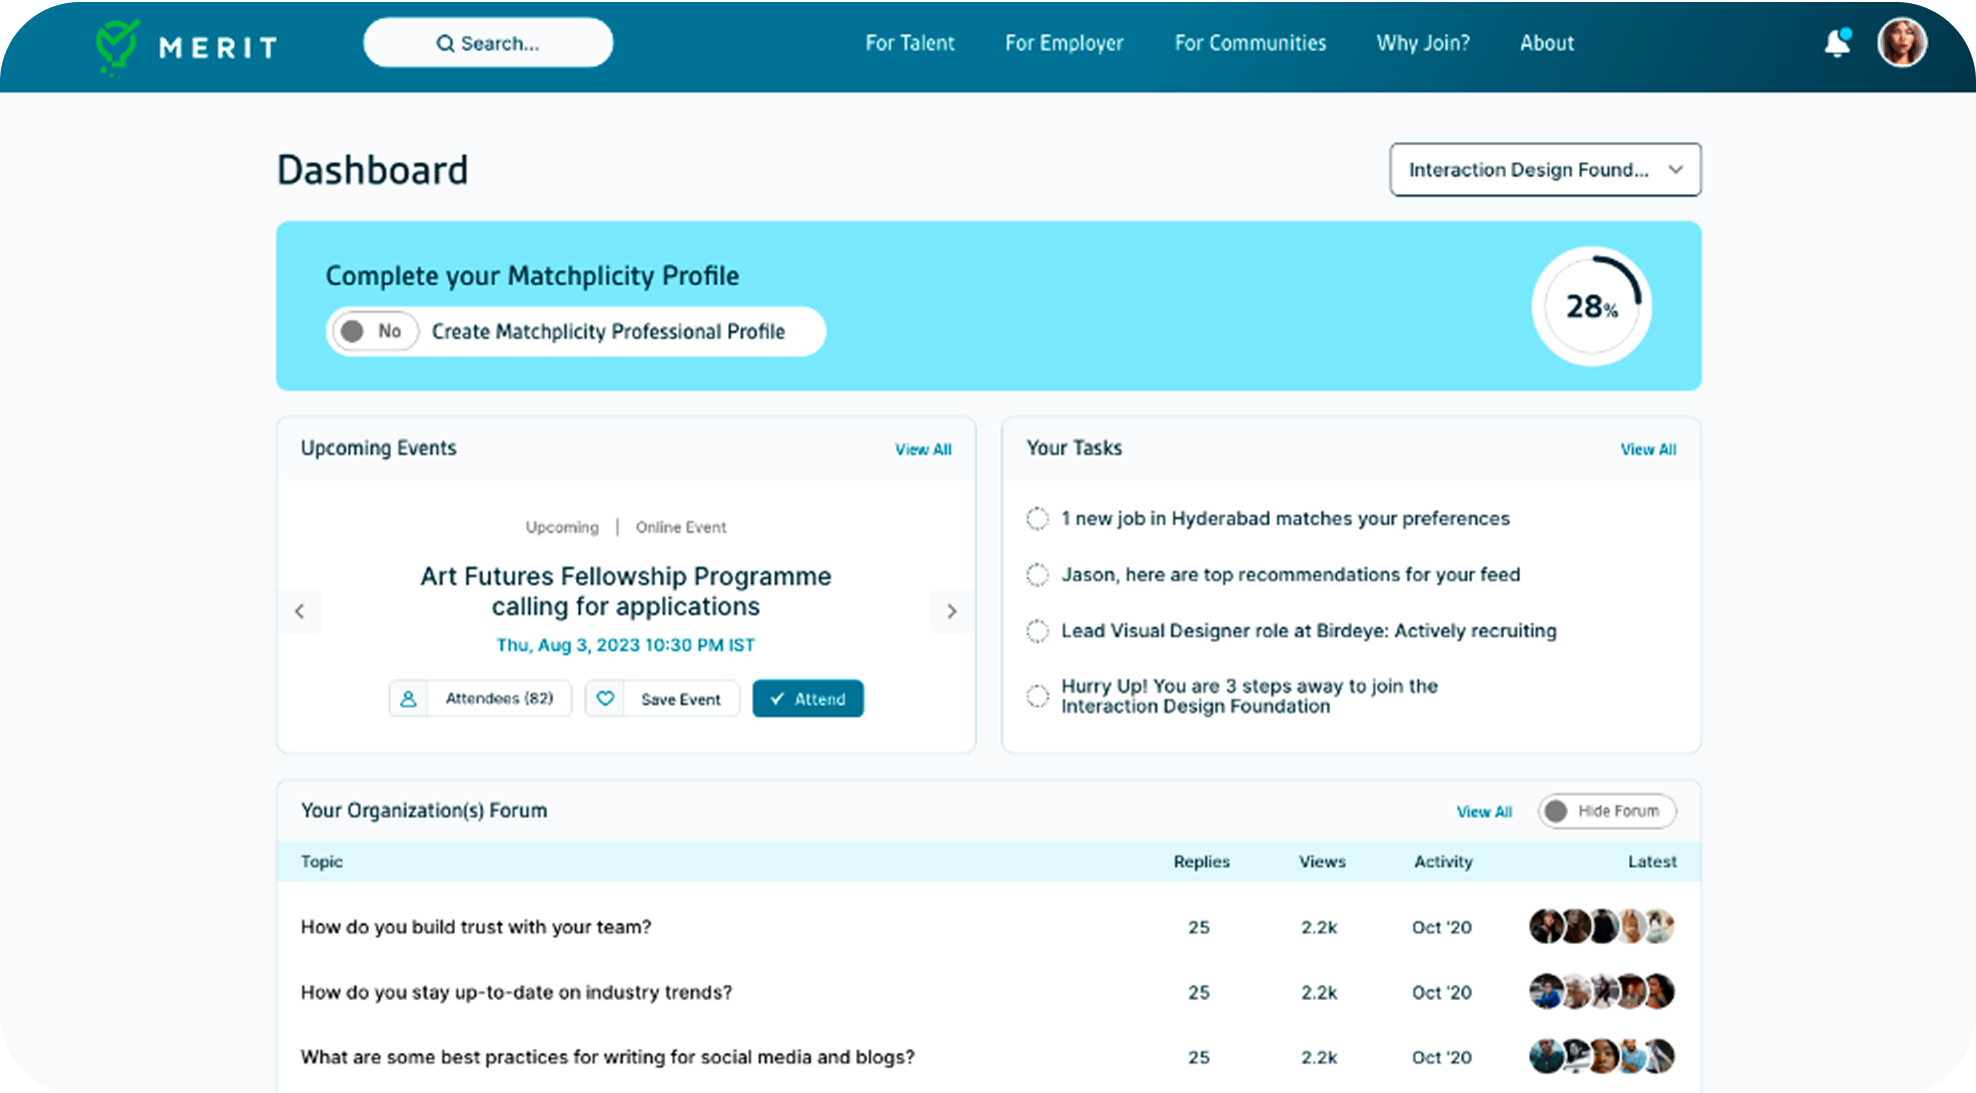 MERIT
Search...
For Talent
For Employer
For Communities
Why Join?
About
Dashboard
Interaction Design Found...
Complete your Matchplicity Profile
No
Create Matchplicity Professional Profile
28%
Upcoming Events
View All
Upcoming | Online Event
Art Futures Fellowship Programme
calling for applications
Thu, Aug 3, 2023 10:30 PM IST
Attendees (82)
Save Event
Attend
Your Tasks
View All
1 new job in Hyderabad matches your preferences
Jason, here are top recommendations for your feed
Lead Visual Designer role at Birdeye: Actively recruiting
Hurry Up! You are 3 steps away to join the
Interaction Design Foundation
Your Organization(s) Forum
View All
Hide Forum
Topic Replies Views Activity Latest
How do you build trust with your team? 25 2.2k Oct '20
How do you stay up-to-date on industry trends? 25 2.2k Oct '20
What are some best practices for writing for social media and blogs? 25 2.2k Oct '20